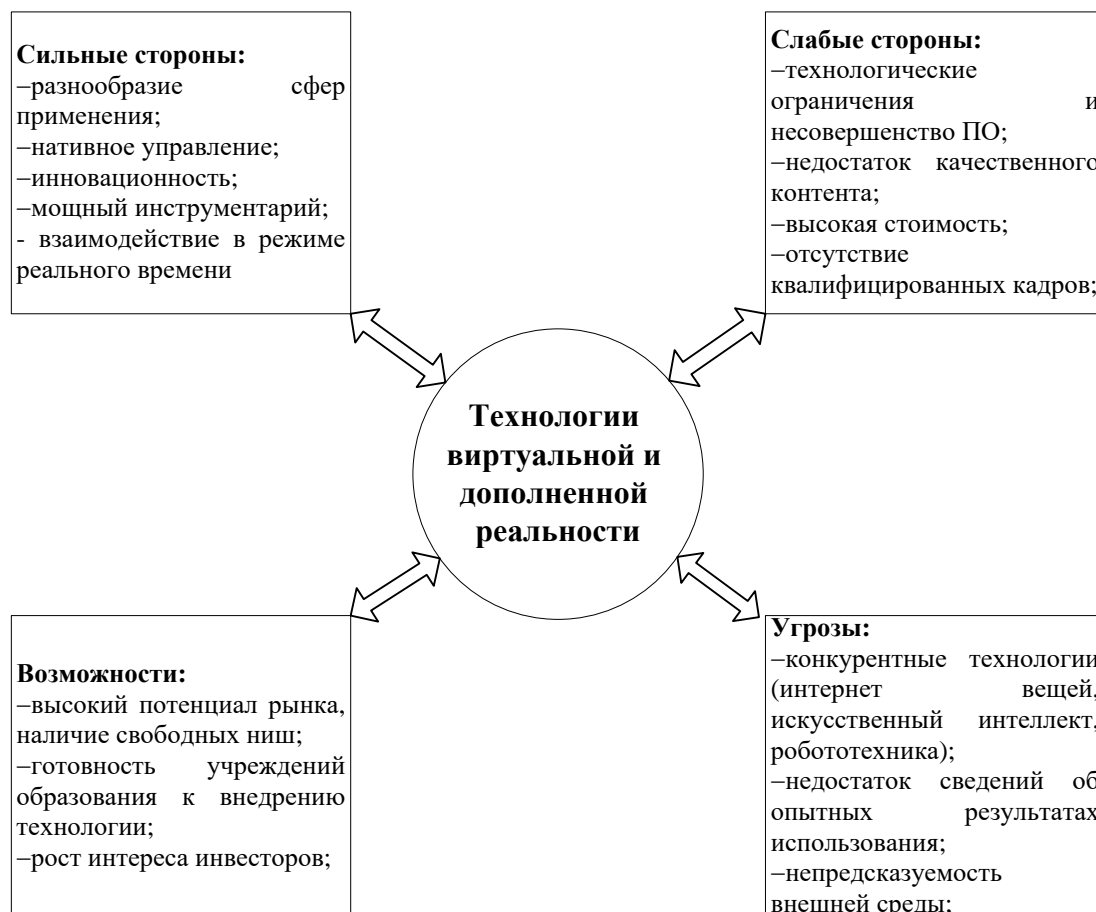 Сильные стороны:
–разнообразие сфер
применения;
–нативное управление;
–инновационность;
–мощный инструментарий;
- взаимодействие в режиме
реального времени
Слабые стороны:
–технологические
ограничения и
несовершенство ПО;
–недостаток качественного
контента;
–высокая стоимость;
–отсутствие
квалифицированных кадров;
Технологии
виртуальной и
дополненной
реальности
Возможности:
–высокий потенциал рынка,
наличие свободных ниш;
–готовность учреждений
образования к внедрению
технологии;
–рост интереса инвесторов;
Угрозы:
–конкурентные технологии
(интернет вещей,
искусственный интеллект,
робототехника);
–недостаток сведений об
опытных результатах
использования;
–непредсказуемость
внешней среды;